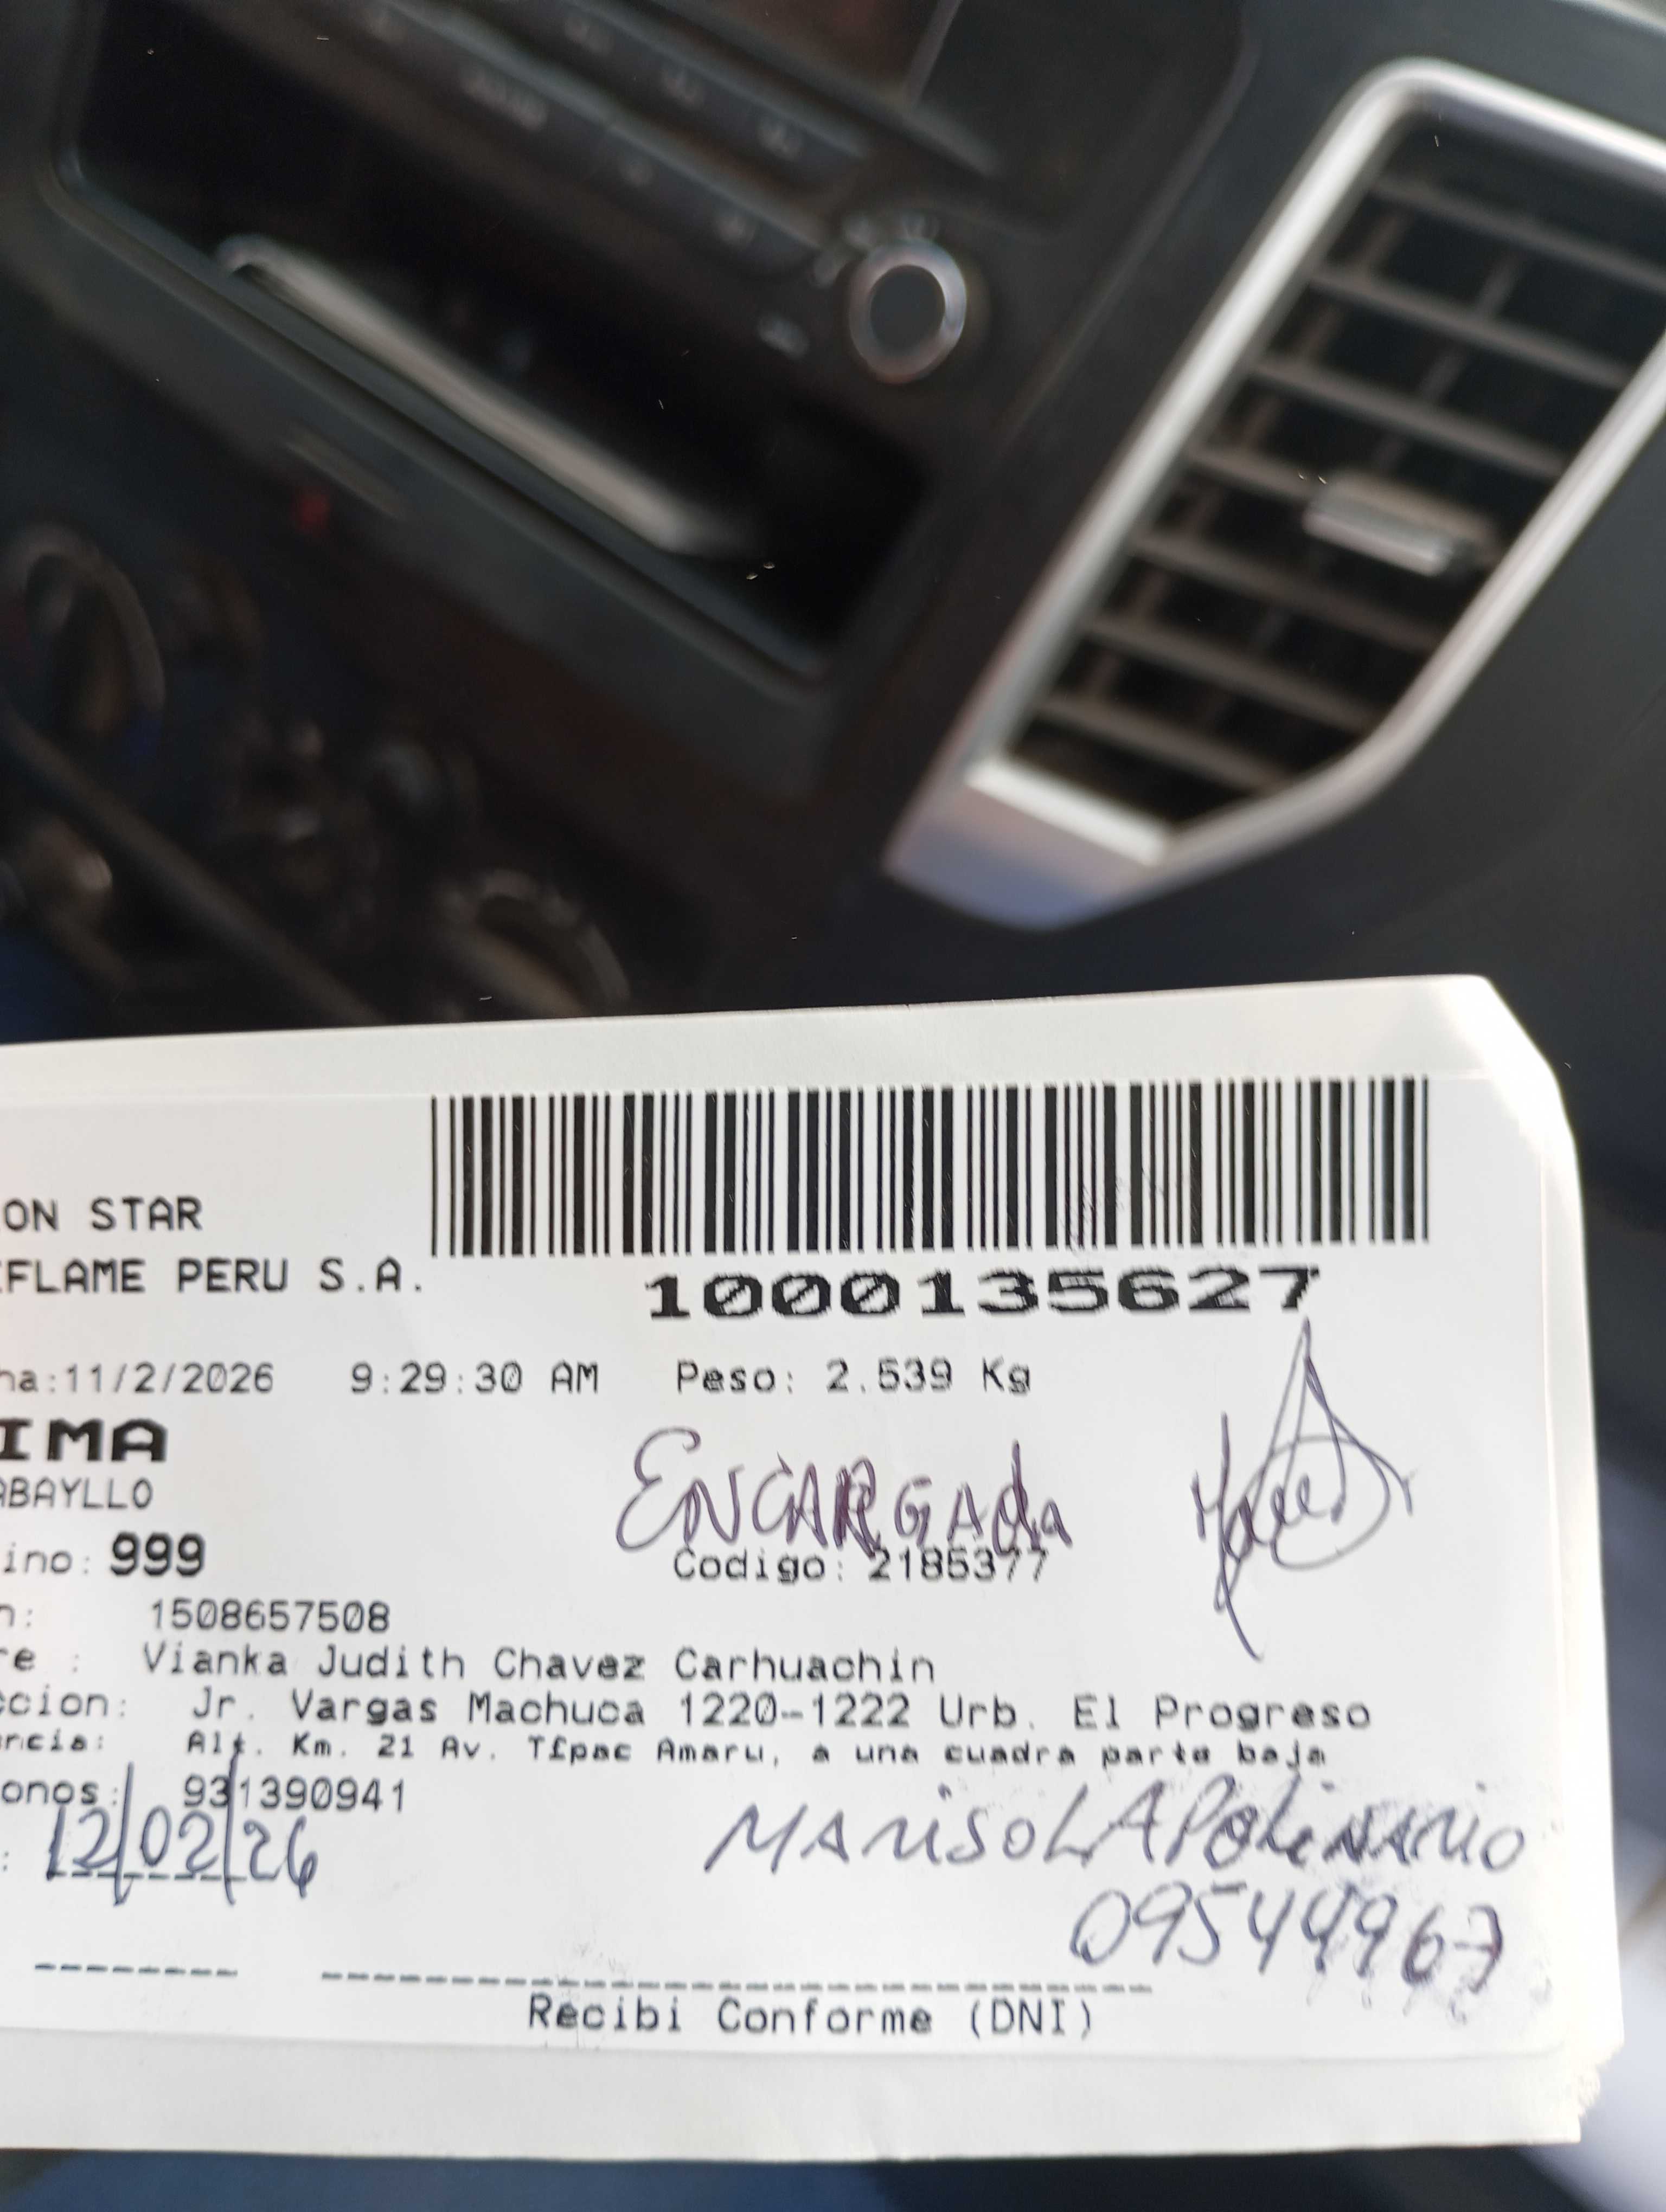 ON STAR
FLAME PERU S.A.
1000135627
na:11/2/2026 9:29:30 AM Peso: 2.539 Kg
IMA
ABAYLLO
ENCARGADA
ino: 999
Codigo: 2185377
n: 1508657508
re : Vianka Judith Chavez Carhuachin
ccion: Jr. Vargas Machuca 1220-1222 Urb. El Progreso
ncia: Alt. Km. 21 Av. Tfpac Amaru, a una cuadra parte baja
onos: 931390941
: 12/02/26
MARISOL APOLINARIO
09544967
Recibi Conforme (DNI)